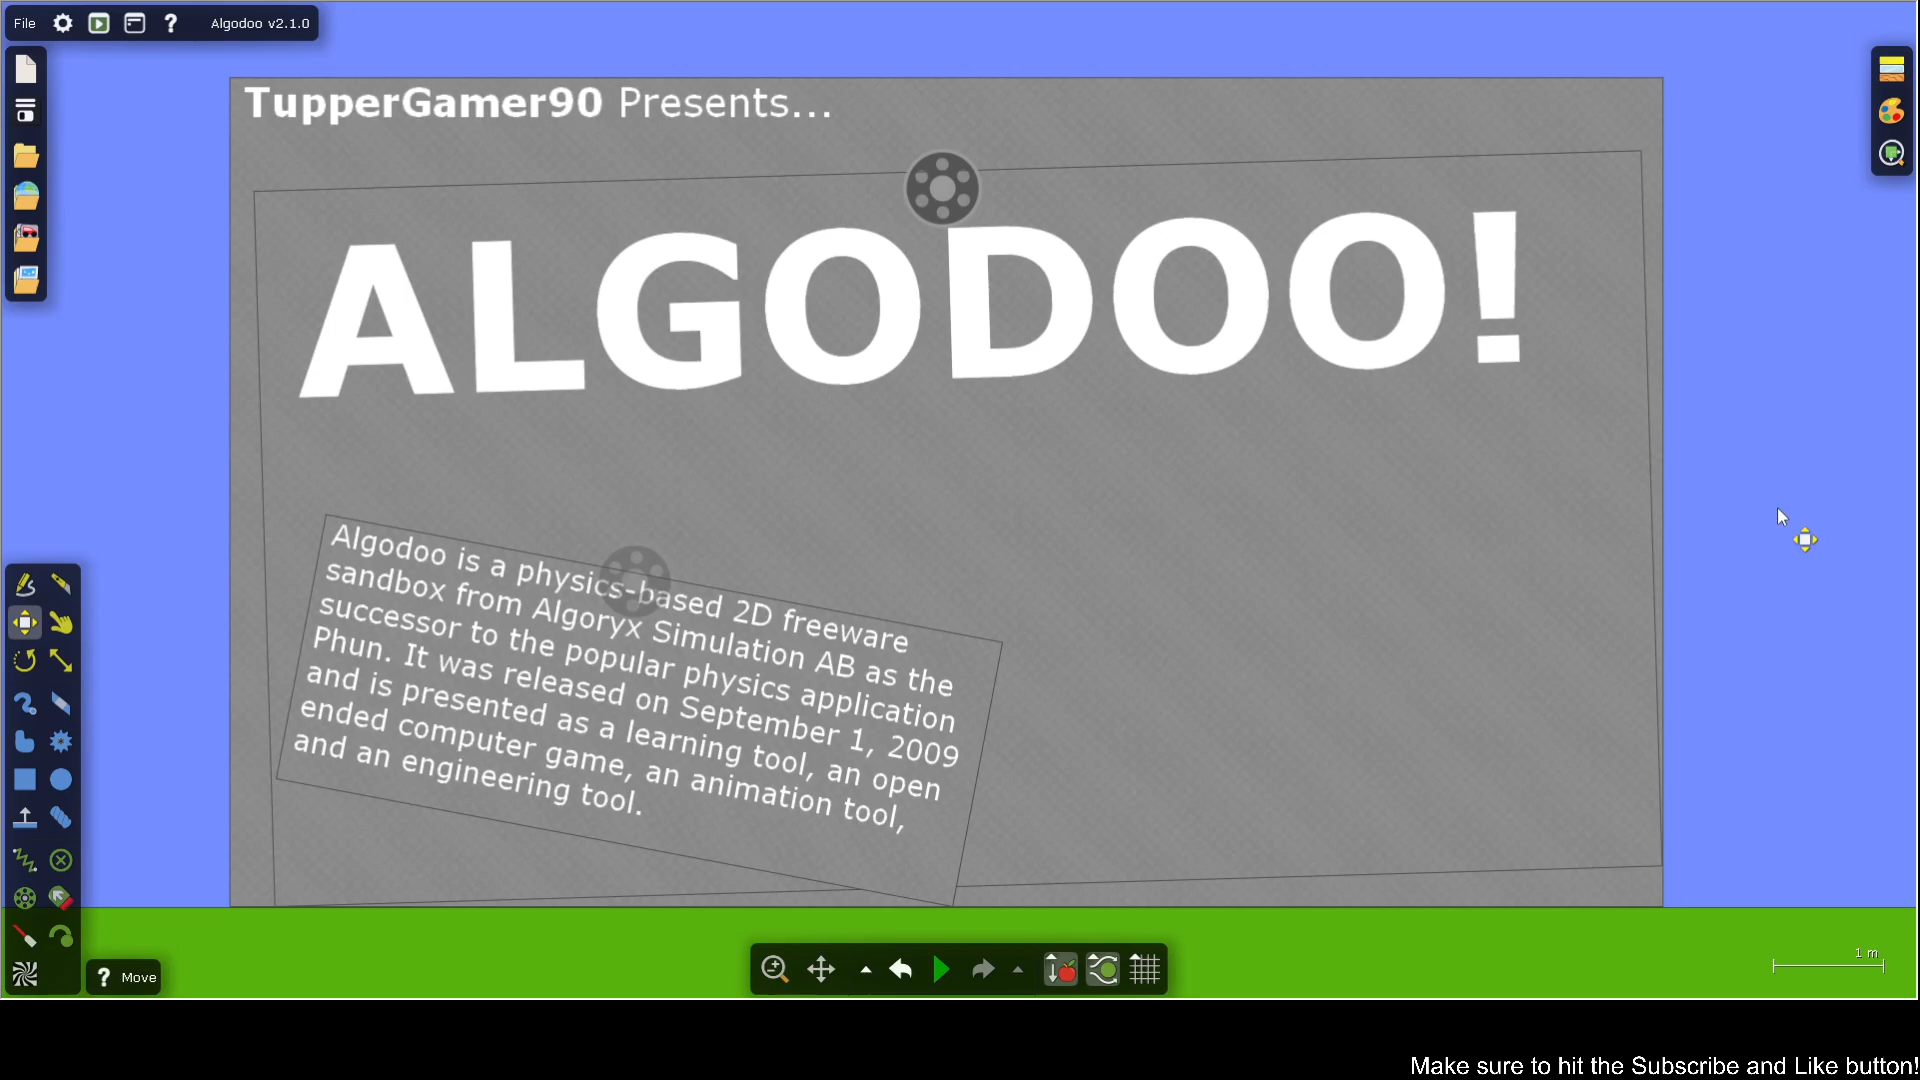 File
Algodoo v2.1.0
TupperGamer90 Presents...
ALGODOO!
Algodoo is a physics-based 2D freeware
sandbox from Algoryx Simulation AB as the
successor to the popular physics application
Phun. It was released on September 1, 2009
and is presented as a learning tool, an open
ended computer game, an animation tool,
and an engineering tool.
? Move
1 m
Make sure to hit the Subscribe and Like button!